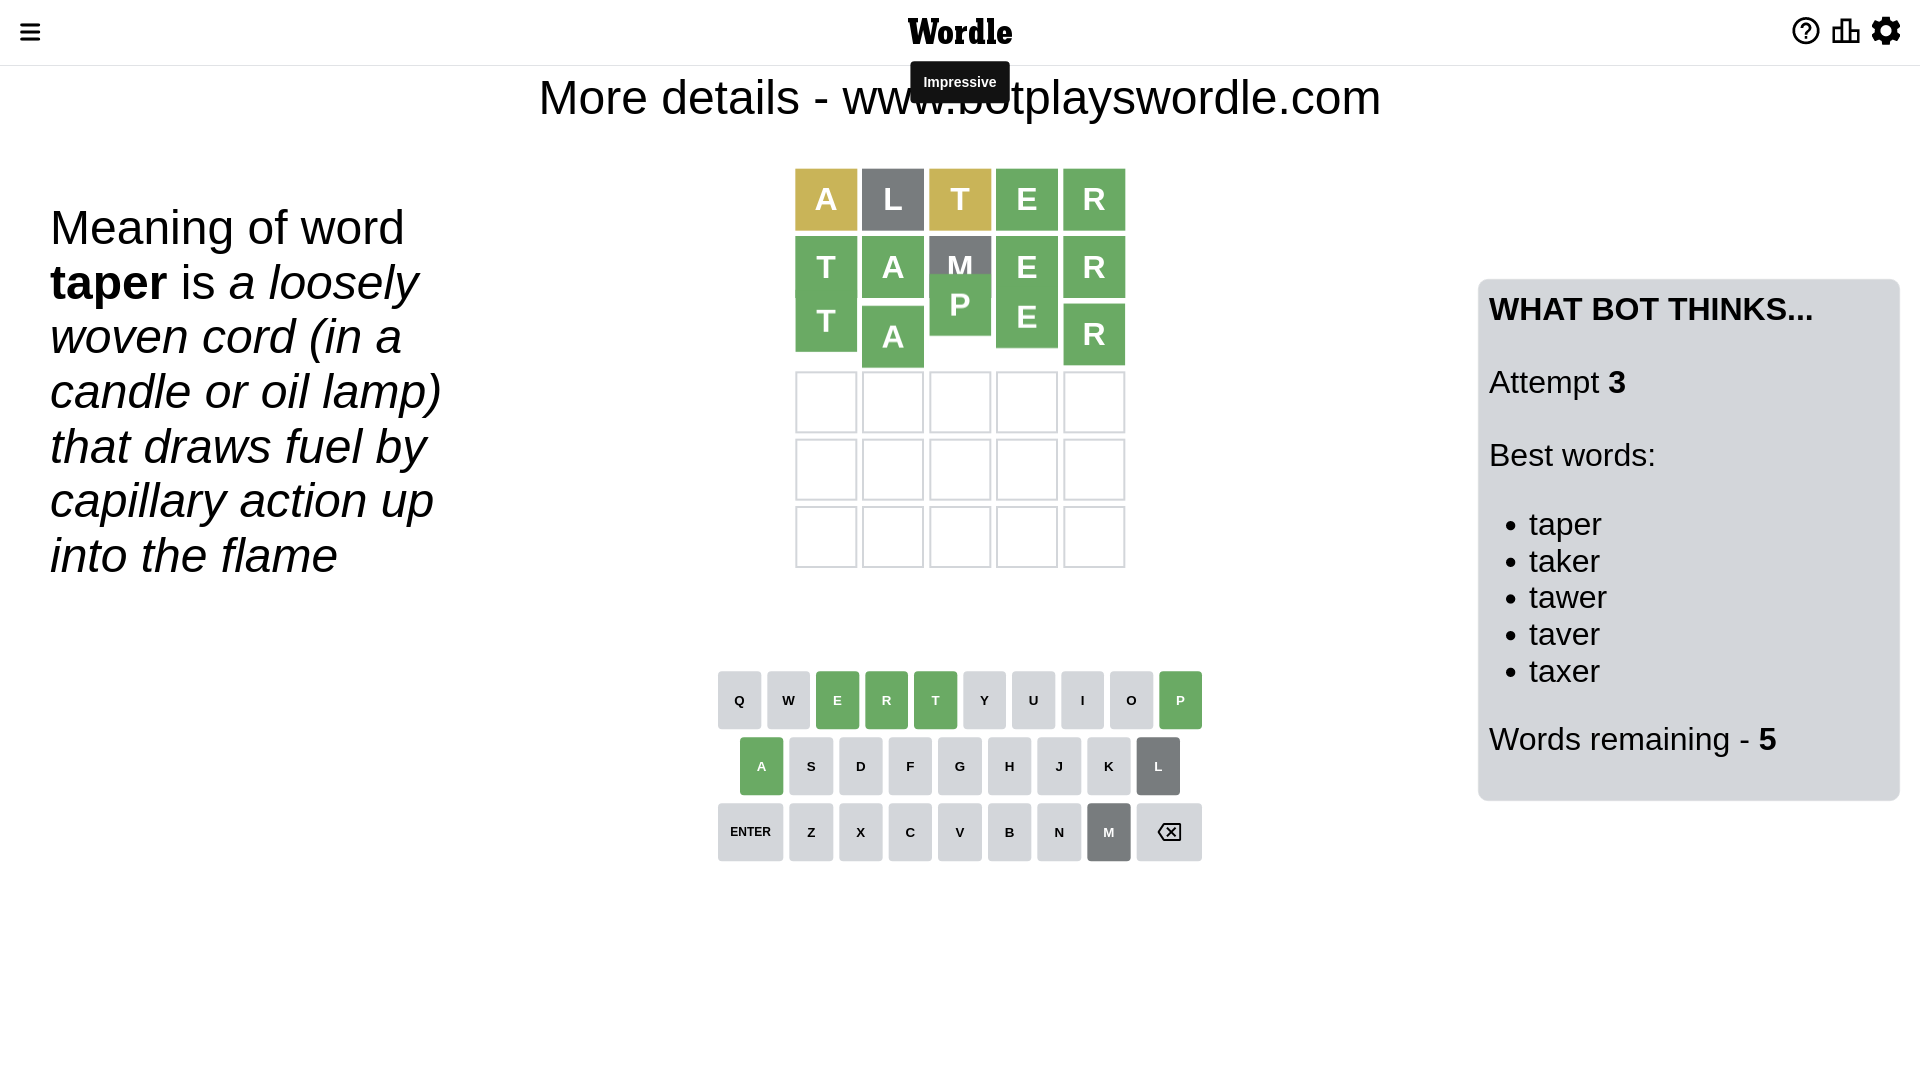 Wordle
Impressive
More details - www.botplayswordle.com
Meaning of word
taper is a loosely
woven cord (in a
candle or oil lamp)
that draws fuel by
capillary action up
into the flame
A L T E R
T A M E R
T A P E R
WHAT BOT THINKS...
Attempt 3
Best words:
• taper
• taker
• tawer
• taver
• taxer
Words remaining - 5
Q W E R T Y U I O P
A S D F G H J K L
ENTER Z X C V B N M